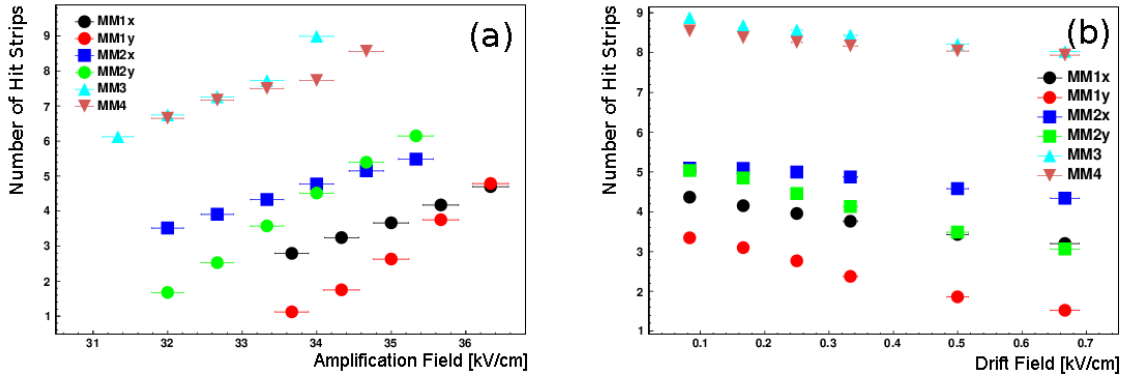 Number of Hit Strips
9
8
7
6
5
4
3
2
1
MM1x
MM1y
MM2x
MM2y
MM3
MM4
(a)
31 32 33 34 35 36
Amplification Field [kV/cm]
Number of Hit Strips
9
8
7
6
5
4
3
2
1
(b)
MM1x
MM1y
MM2x
MM2y
MM3
MM4
0.1 0.2 0.3 0.4 0.5 0.6 0.7
Drift Field [kV/cm]